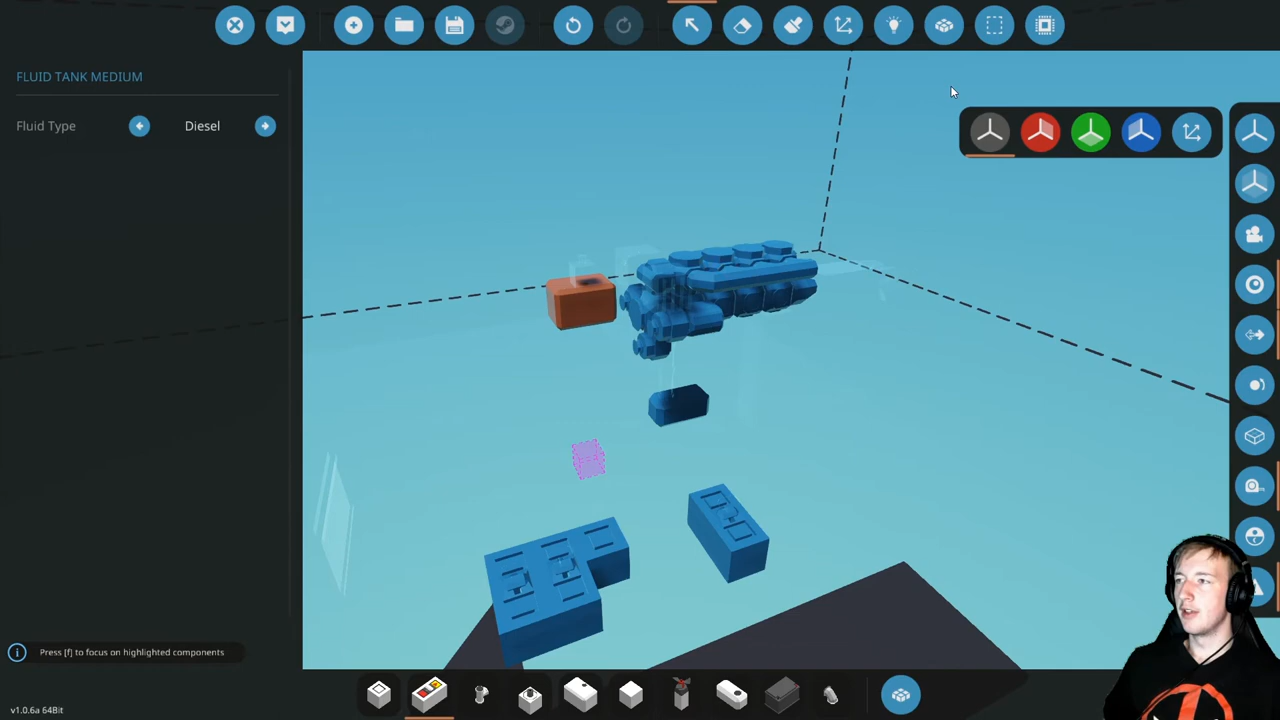 FLUID TANK MEDIUM
Fluid Type
Diesel
Press [f] to focus on highlighted components
v1.0.6a 64Bit